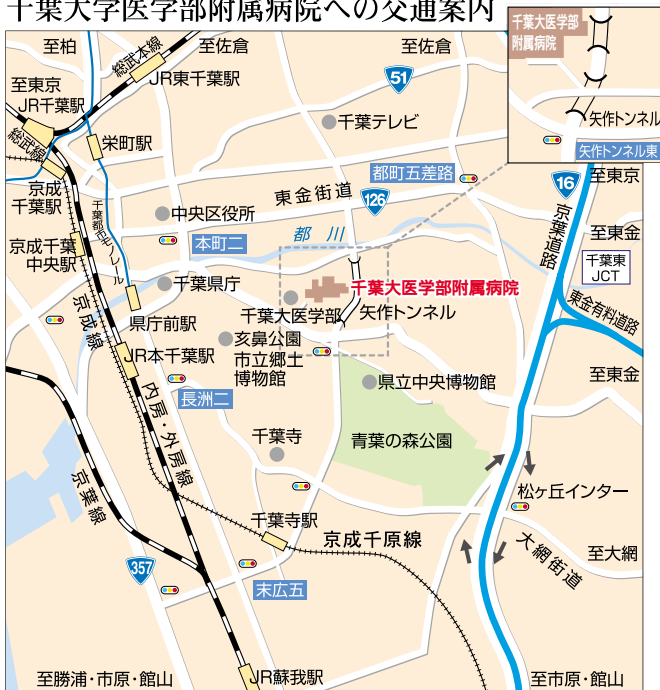 千葉大学医学部附属病院への交通案内
千葉大医学部
附属病院
矢作トンネル
矢作トンネル東
至柏
総武本線
至佐倉
至佐倉
JR東千葉駅
51
至東京
JR千葉駅
総武線
栄町駅
千葉テレビ
都町五差路
16
至東京
京成
千葉駅
千葉都市モノレール
東金街道
126
中央区役所
都川
本町二
京葉道路
至東金
京成千葉
中央駅
千葉東
JCT
千葉県庁
千葉大医学部附属病院
千葉大医学部
矢作トンネル
東金有料道路
京成線
県庁前駅
亥鼻公園
市立郷土
博物館
JR本千葉駅
至東金
県立中央博物館
長洲二
内房・外房線
千葉寺
青葉の森公園
京葉線
松ヶ丘インター
千葉寺駅
京成千原線
大網街道
至大網
357
末広五
至勝浦・市原・館山
JR蘇我駅
至市原・館山